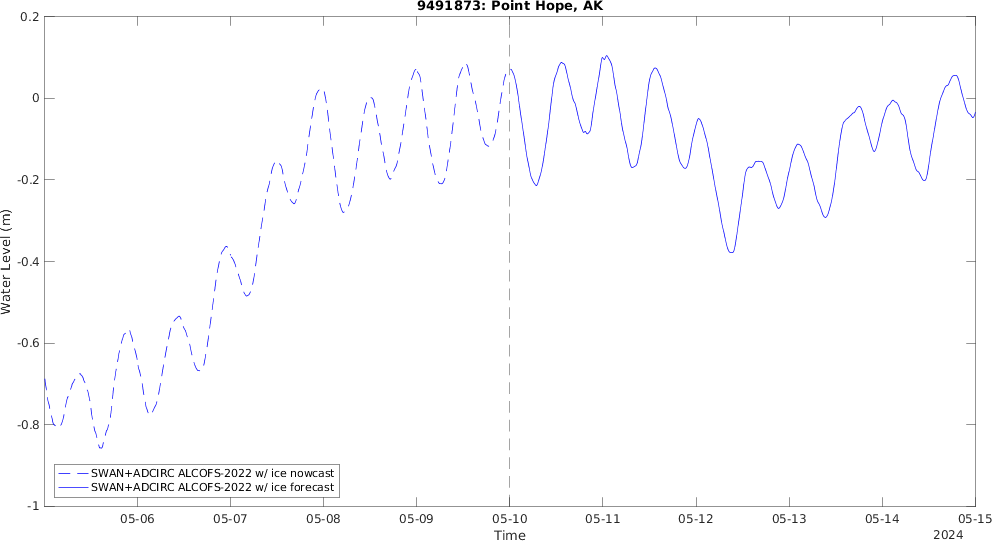 9491873: Point Hope, AK
0.2
0
-0.2
-0.4
-0.6
-0.8
-1
Water Level (m)
SWAN+ADCIRC ALCOFS-2022 w/ ice nowcast
SWAN+ADCIRC ALCOFS-2022 w/ ice forecast
05-06 05-07 05-08 05-09 05-10 05-11 05-12 05-13 05-14 05-15
Time
2024